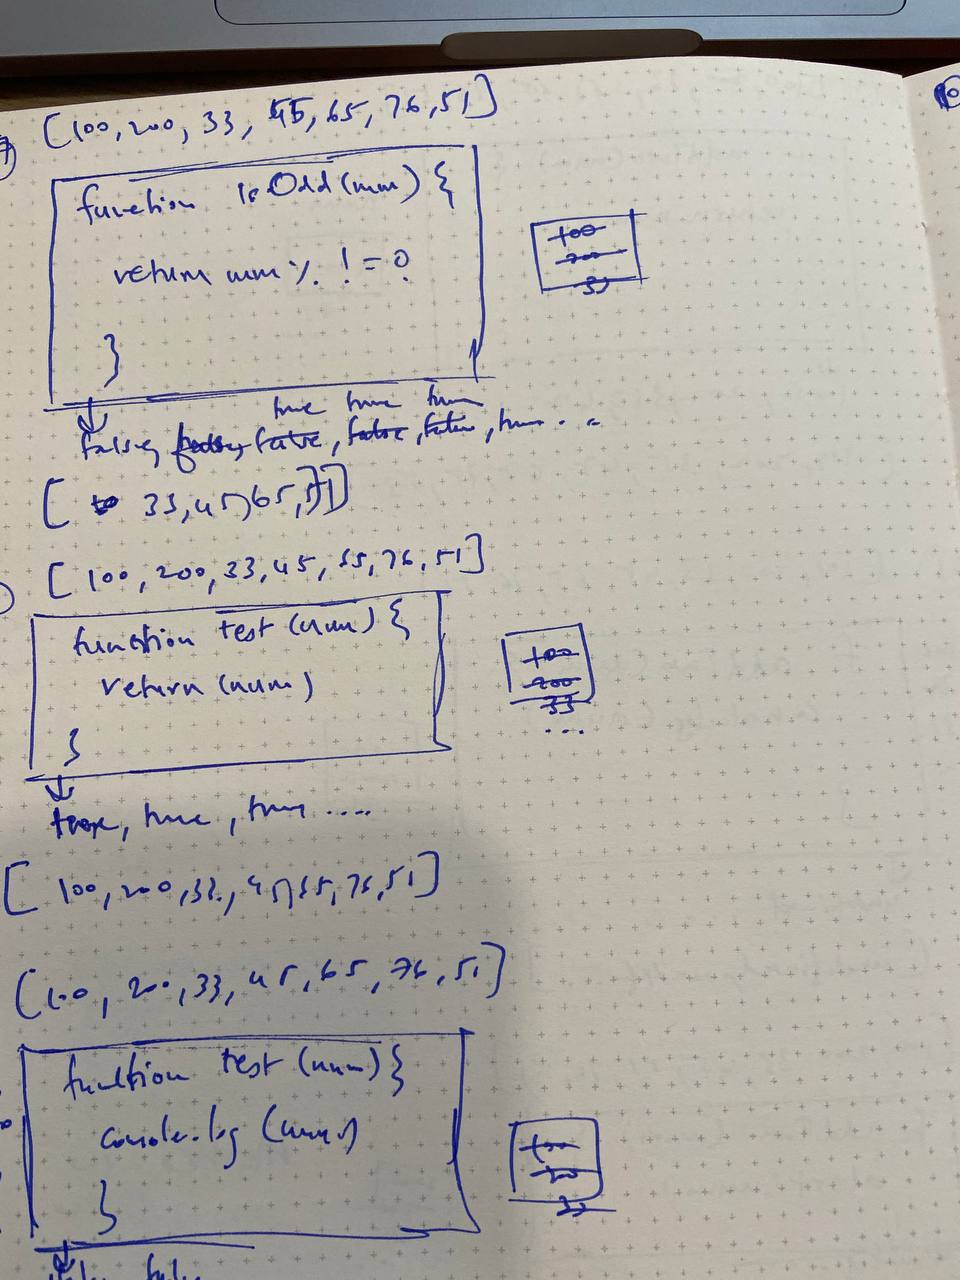 [100, 200, 33, 45, 65, 76, 51]
function isOdd (num) {
return num % ! = 0
}
100
200
33
true true true
false, false, false, false, false, true . . .
[ 33, 45, 65, 51]
[100, 200, 33, 45, 55, 76, 51]
function test (num) {
return (num)
}
100
200
33
...
true, true, true ....
[ 100, 200, 33, 45, 55, 76, 51]
[100, 200, 33, 45, 65, 76, 51]
function test (num) {
console.log (num)
}
100
200
33